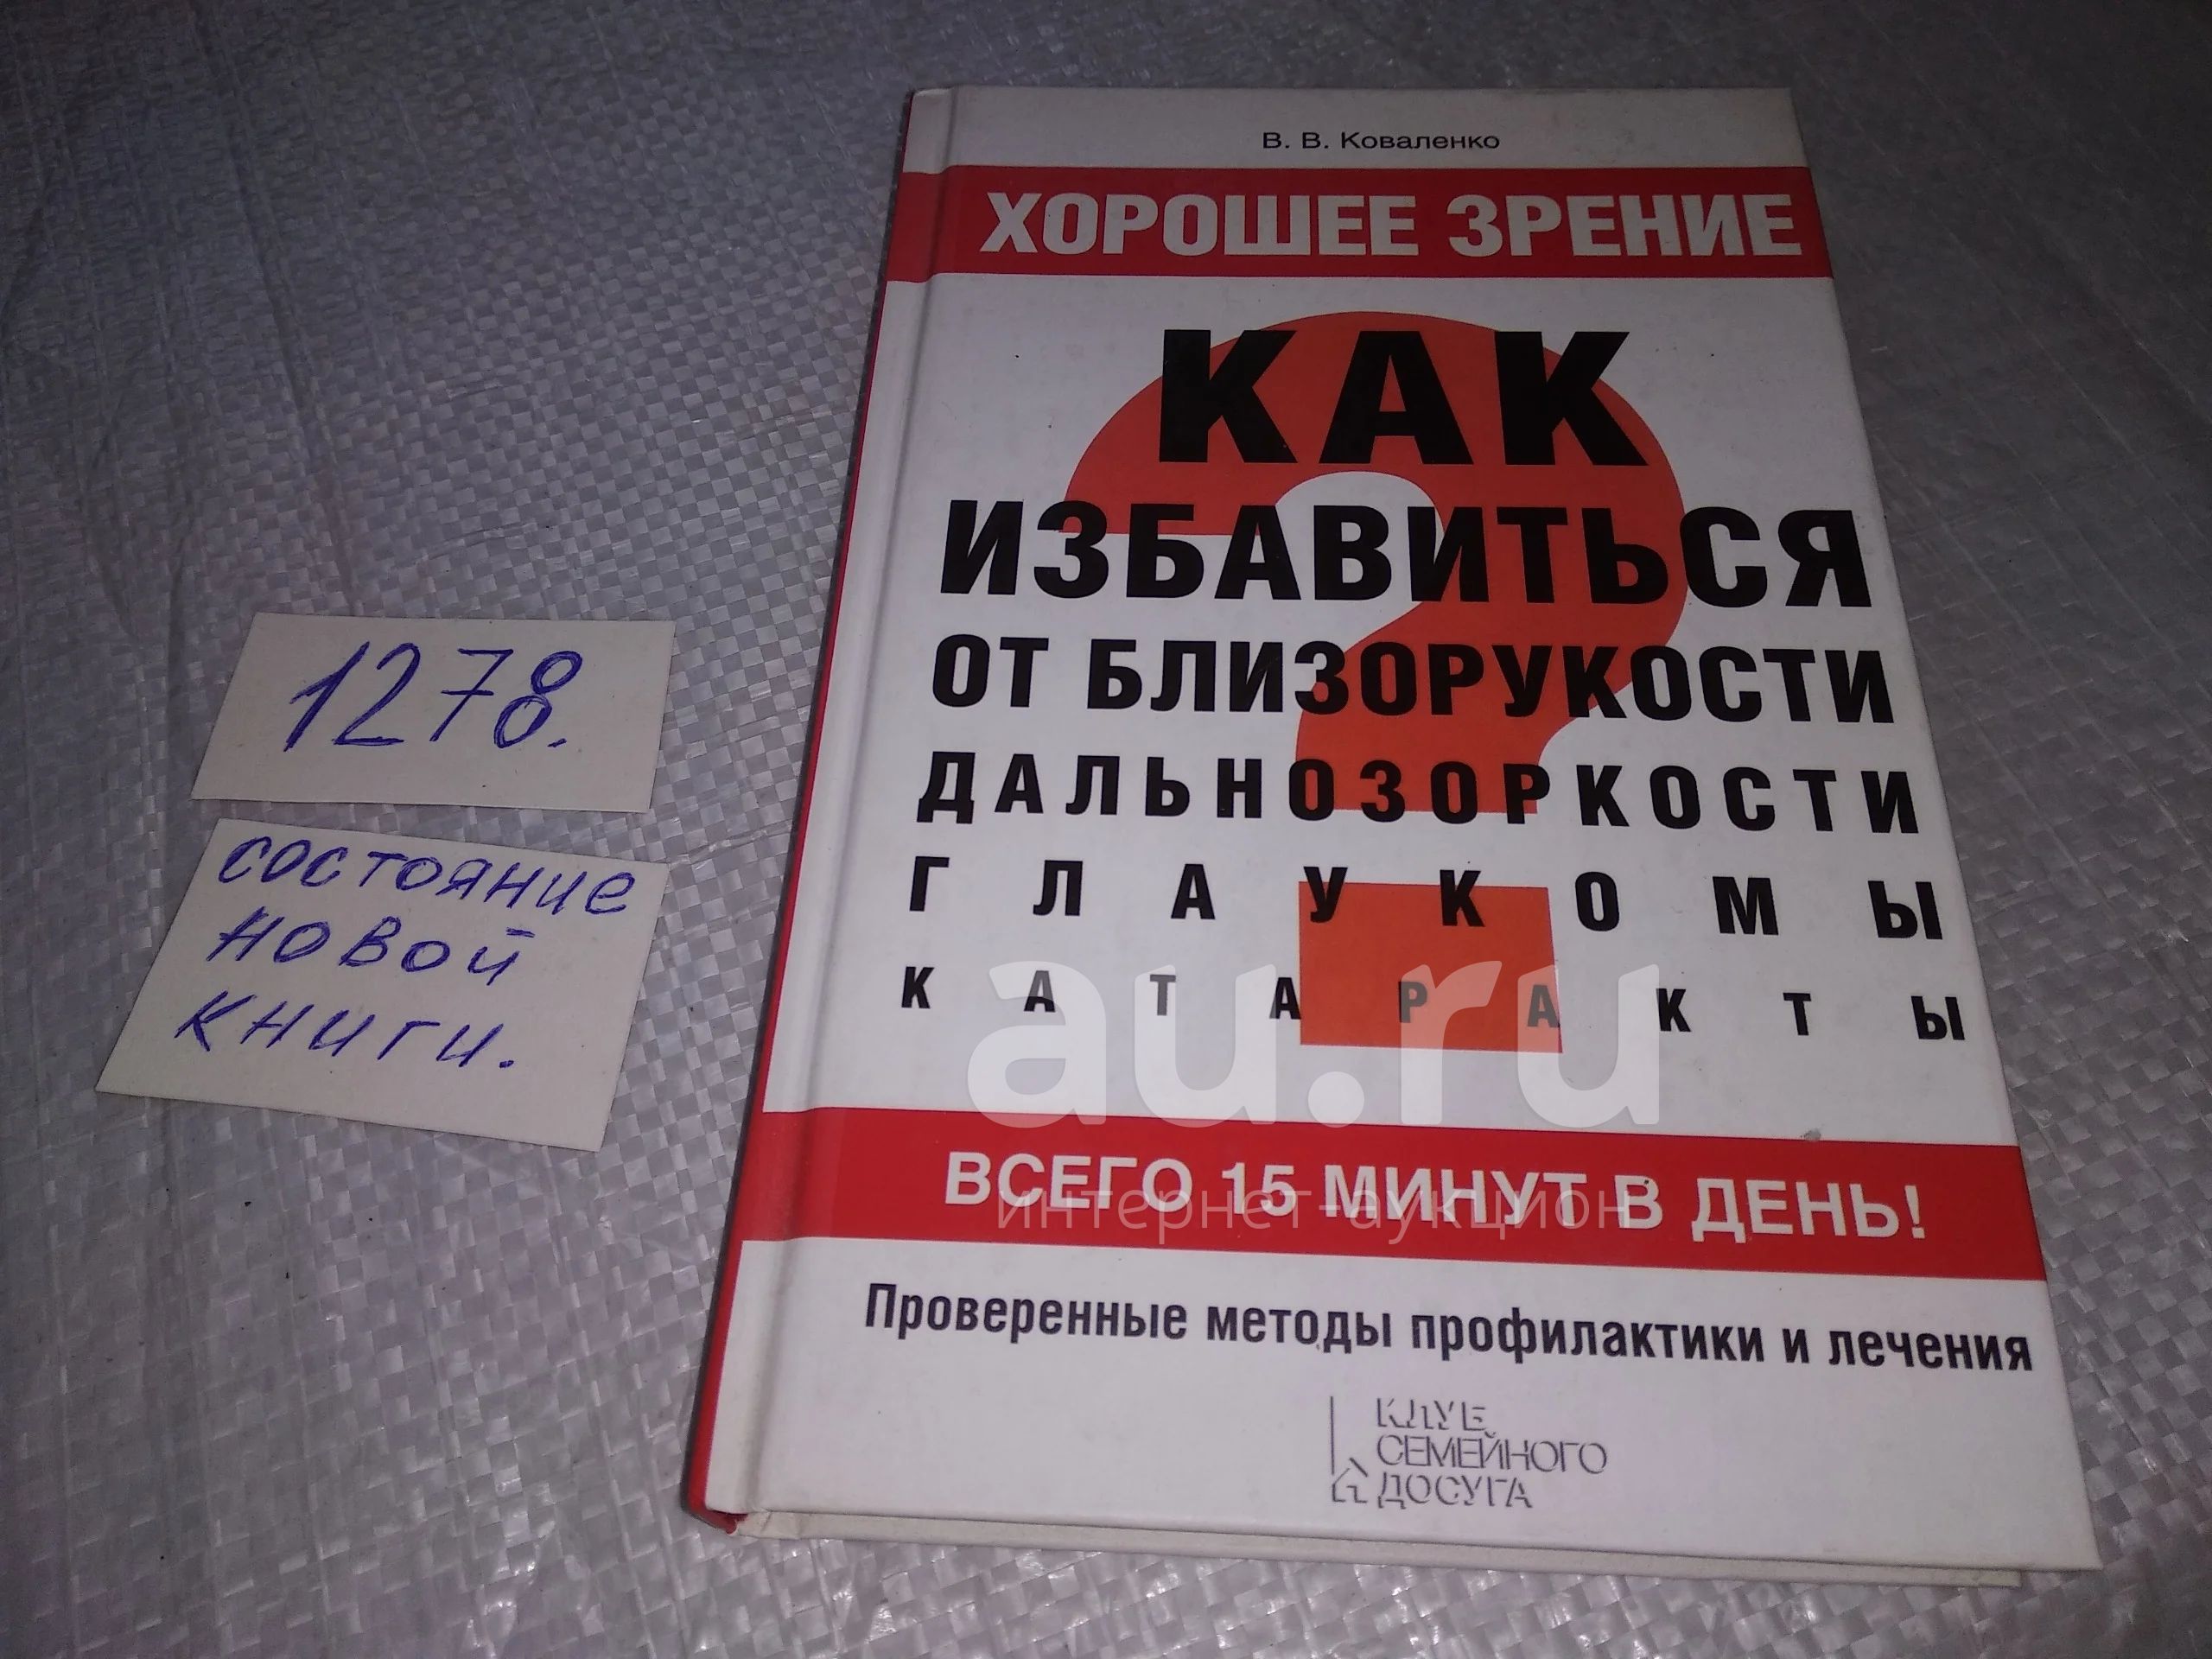 В. В. Коваленко
ХОРОШЕЕ ЗРЕНИЕ
КАК
ИЗБАВИТЬСЯ
ОТ БЛИЗОРУКОСТИ
ДАЛЬНОЗОРКОСТИ
ГЛАУКОМЫ
КАТАРАКТЫ
?
ВСЕГО 15 МИНУТ В ДЕНЬ!
Проверенные методы профилактики и лечения
КЛУБ
СЕМЕЙНОГО
ДОСУГА
1278.
состояние
новой
книги.
au.ru
интернет-аукцион